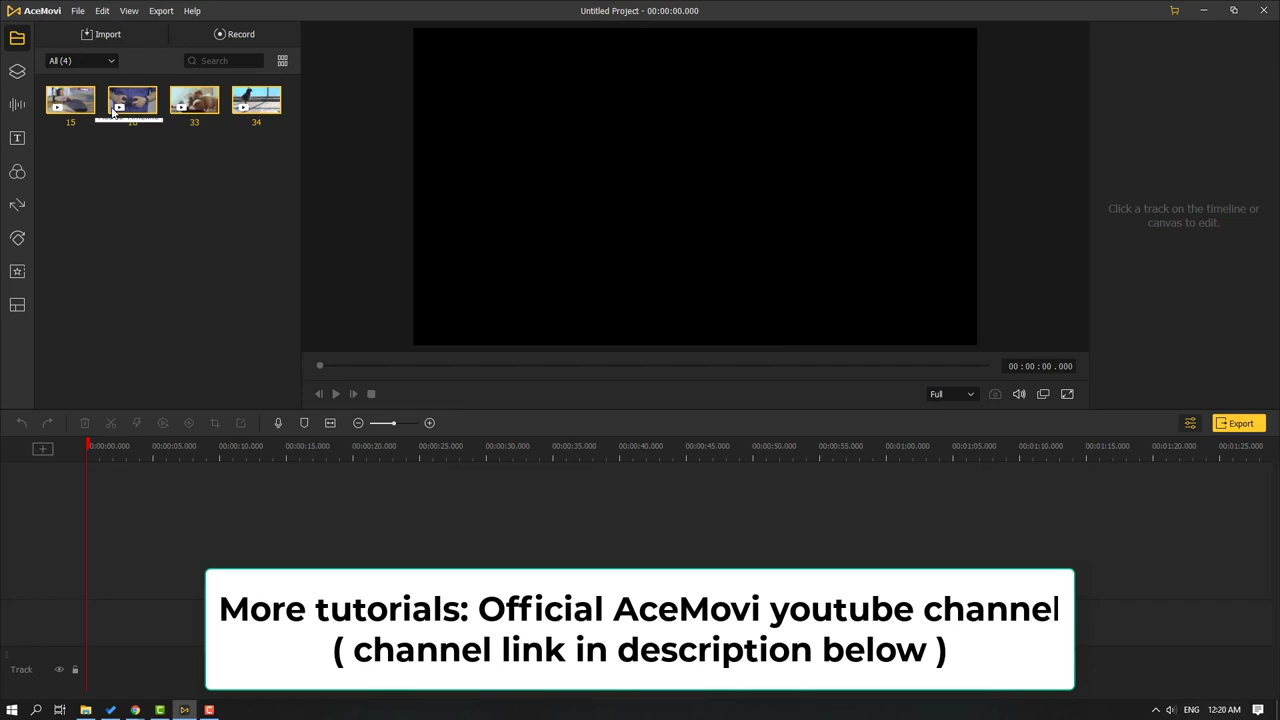 AceMovi File Edit View Export Help Untitled Project - 00:00:00.000
Import Record
All (4) Search
15 33 34
Click a track on the timeline or
canvas to edit.
00:00:00.000
Full
Export
0:00:00.000 00:00:05.000 00:00:10.000 00:00:15.000 00:00:20.000 00:00:25.000 00:00:30.000 00:00:35.000 00:00:40.000 00:00:45.000 00:00:50.000 00:00:55.000 00:01:00.000 00:01:05.000 00:01:10.000 00:01:15.000 00:01:20.000 00:01:25.000
More tutorials: Official AceMovi youtube channel
( channel link in description below )
Track
ENG 12:20 AM